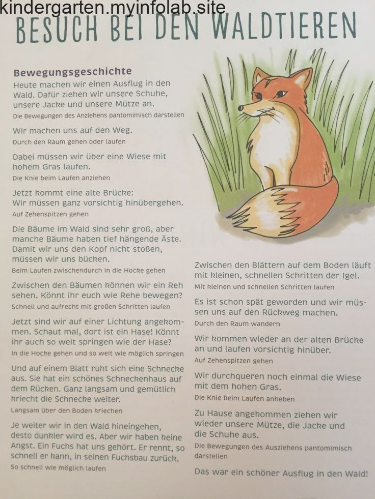 kindergarten.myinfolab.site
BESUCH BEI DEN WALDTIEREN
Bewegungsgeschichte
Heute machen wir einen Ausflug in den
Wald. Dafür ziehen wir unsere Schuhe,
unsere Jacke und unsere Mütze an.
Die Bewegungen des Anziehens pantomimisch darstellen
Wir machen uns auf den Weg.
Durch den Raum gehen oder laufen
Dabei müssen wir über eine Wiese mit
hohem Gras laufen.
Die Knie beim Laufen anziehen
Jetzt kommt eine alte Brücke:
Wir müssen ganz vorsichtig hinübergehen.
Auf Zehenspitzen gehen
Die Bäume im Wald sind sehr groß, aber
manche Bäume haben tief hängende Äste.
Damit wir uns den Kopf nicht stoßen,
müssen wir uns bücken.
Beim Laufen zwischendurch in die Hocke gehen
Zwischen den Bäumen können wir ein Reh
sehen. Könnt ihr euch wie Rehe bewegen?
Schnell und aufrecht mit großen Schritten laufen
Jetzt sind wir auf einer Lichtung angekom-
men. Schaut mal, dort ist ein Hase! Könnt
ihr auch so weit springen wie der Hase?
In die Hocke gehen und so weit wie möglich springen
Und auf einem Blatt ruht sich eine Schnecke
aus. Sie hat ein schönes Schneckenhaus auf
dem Rücken. Ganz langsam und gemütlich
kriecht die Schnecke weiter.
Langsam über den Boden kriechen
Je weiter wir in den Wald hineingehen,
desto dunkler wird es. Aber wir haben keine
Angst. Ein Fuchs hat uns gehört. Er rennt, so
schnell er kann, in seinen Fuchsbau zurück.
So schnell wie möglich laufen
Zwischen den Blättern auf dem Boden läuft
mit kleinen, schnellen Schritten der Igel.
Mit kleinen und schnellen Schritten laufen
Es ist schon spät geworden und wir müs-
sen uns auf den Rückweg machen.
Durch den Raum wandern
Wir kommen wieder an der alten Brücke
an und laufen vorsichtig hinüber.
Auf Zehenspitzen gehen
Wir durchqueren noch einmal die Wiese
mit dem hohen Gras.
Die Knie beim Laufen anheben
Zu Hause angekommen ziehen wir
wieder unsere Mütze, die Jacke und
die Schuhe aus.
Die Bewegungen des Ausziehens pantomimisch
darstellen
Das war ein schöner Ausflug in den Wald!